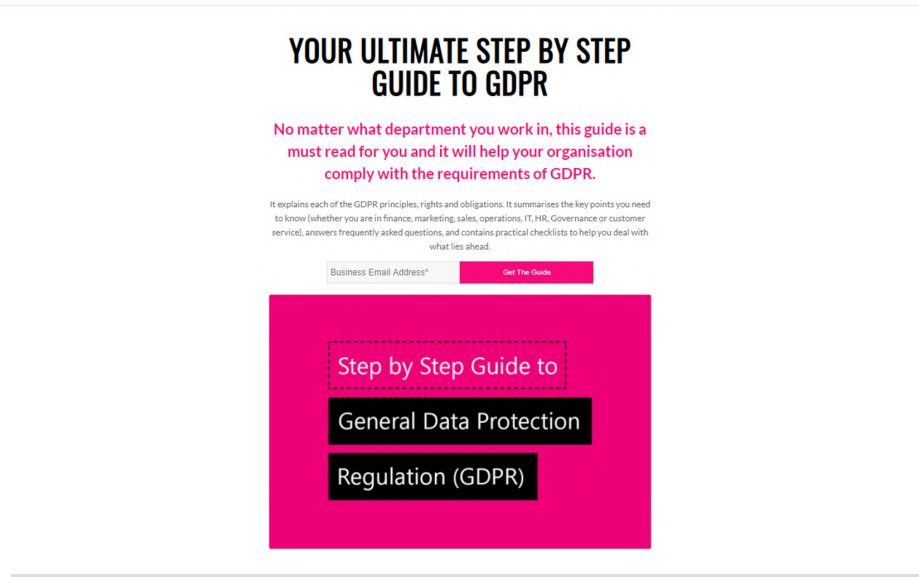 YOUR ULTIMATE STEP BY STEP
GUIDE TO GDPR
No matter what department you work in, this guide is a
must read for you and it will help your organisation
comply with the requirements of GDPR.
It explains each of the GDPR principles, rights and obligations. It summarises the key points you need
to know (whether you are in finance, marketing, sales, operations, IT, HR, Governance or customer
service), answers frequently asked questions, and contains practical checklists to help you deal with
what lies ahead.
Business Email Address* Get The Guide
Step by Step Guide to
General Data Protection
Regulation (GDPR)